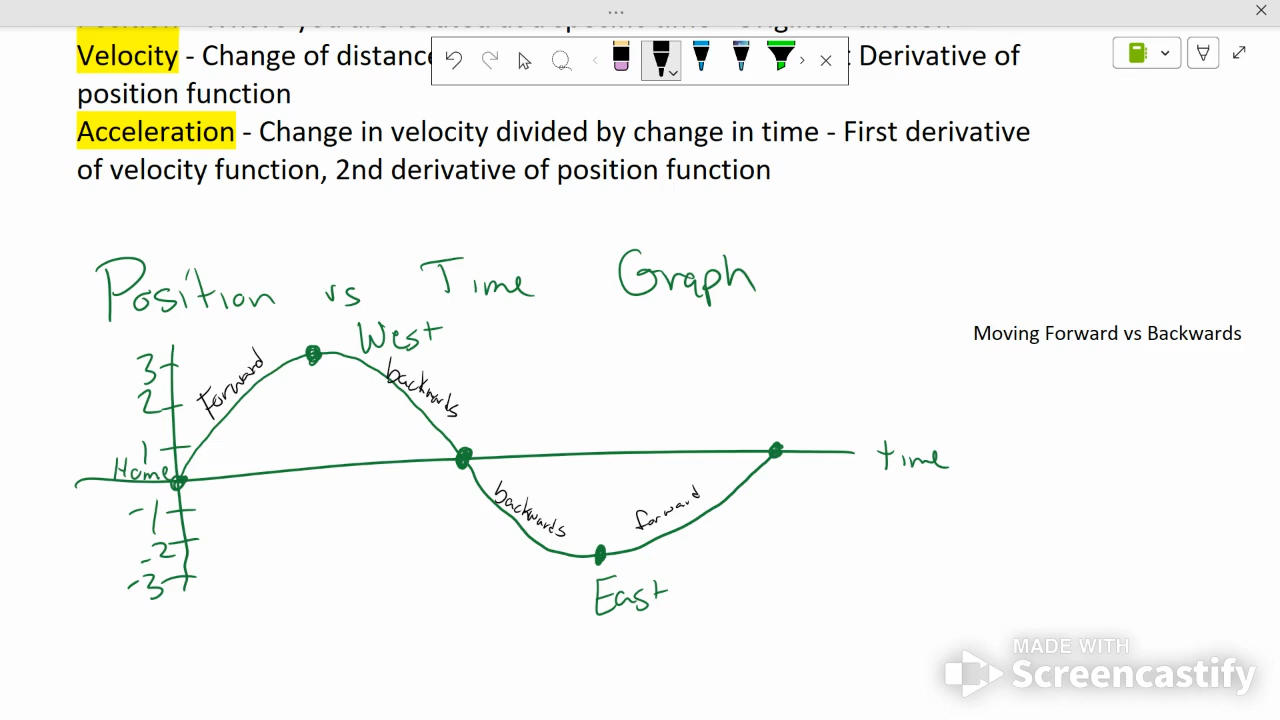 Velocity - Change of distance Derivative of
position function
Acceleration - Change in velocity divided by change in time - First derivative
of velocity function, 2nd derivative of position function
Position vs Time Graph
West
Moving Forward vs Backwards
3
Forward
backwards
2
1
Home
time
-1
backwards
forward
-2
-3
East
MADE WITH
Screencastify